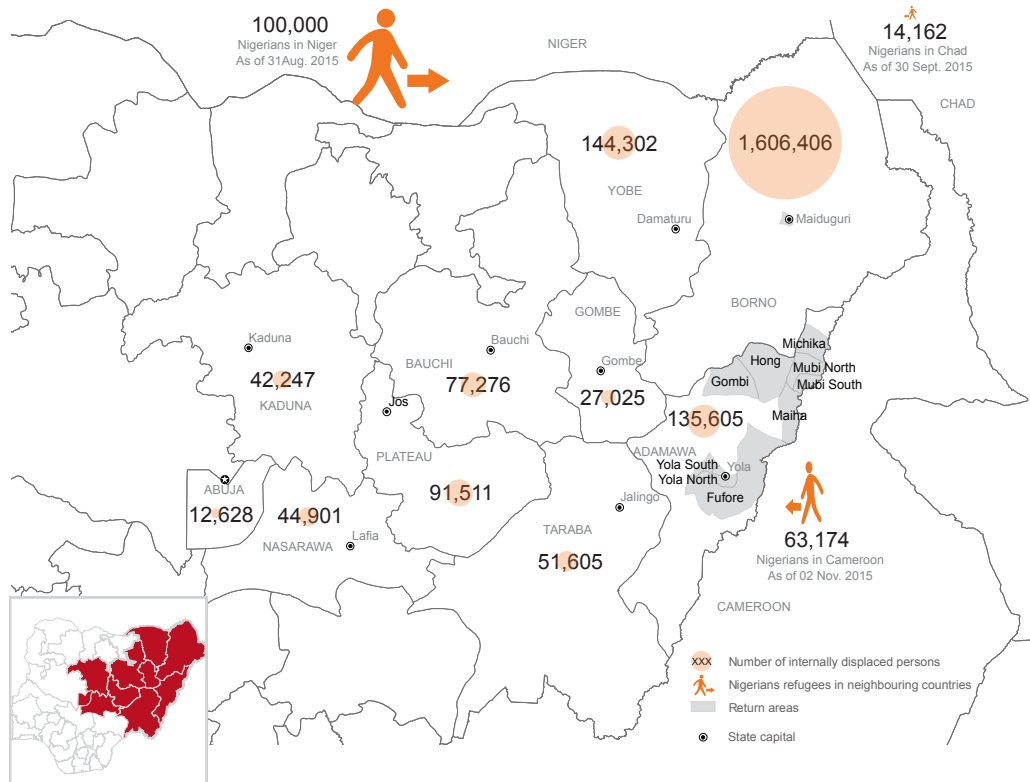 100,000
Nigerians in Niger
As of 31Aug. 2015
NIGER
14,162
Nigerians in Chad
As of 30 Sept. 2015
CHAD
144,302
YOBE
Damaturu
1,606,406
Maiduguri
BORNO
GOMBE
Kaduna
42,247
KADUNA
Bauchi
BAUCHI
77,276
Gombe
27,025
Michika
Hong
Mubi North
Gombi
Mubi South
Maiha
135,605
Jos
PLATEAU
91,511
ADAMAWA
Yola South
Yola
Yola North
Fufore
ABUJA
12,628
44,901
NASARAWA
Lafia
Jalingo
TARABA
51,605
63,174
Nigerians in Cameroon
As of 02 Nov. 2015
CAMEROON
xxx Number of internally displaced persons
Nigerians refugees in neighbouring countries
Return areas
State capital